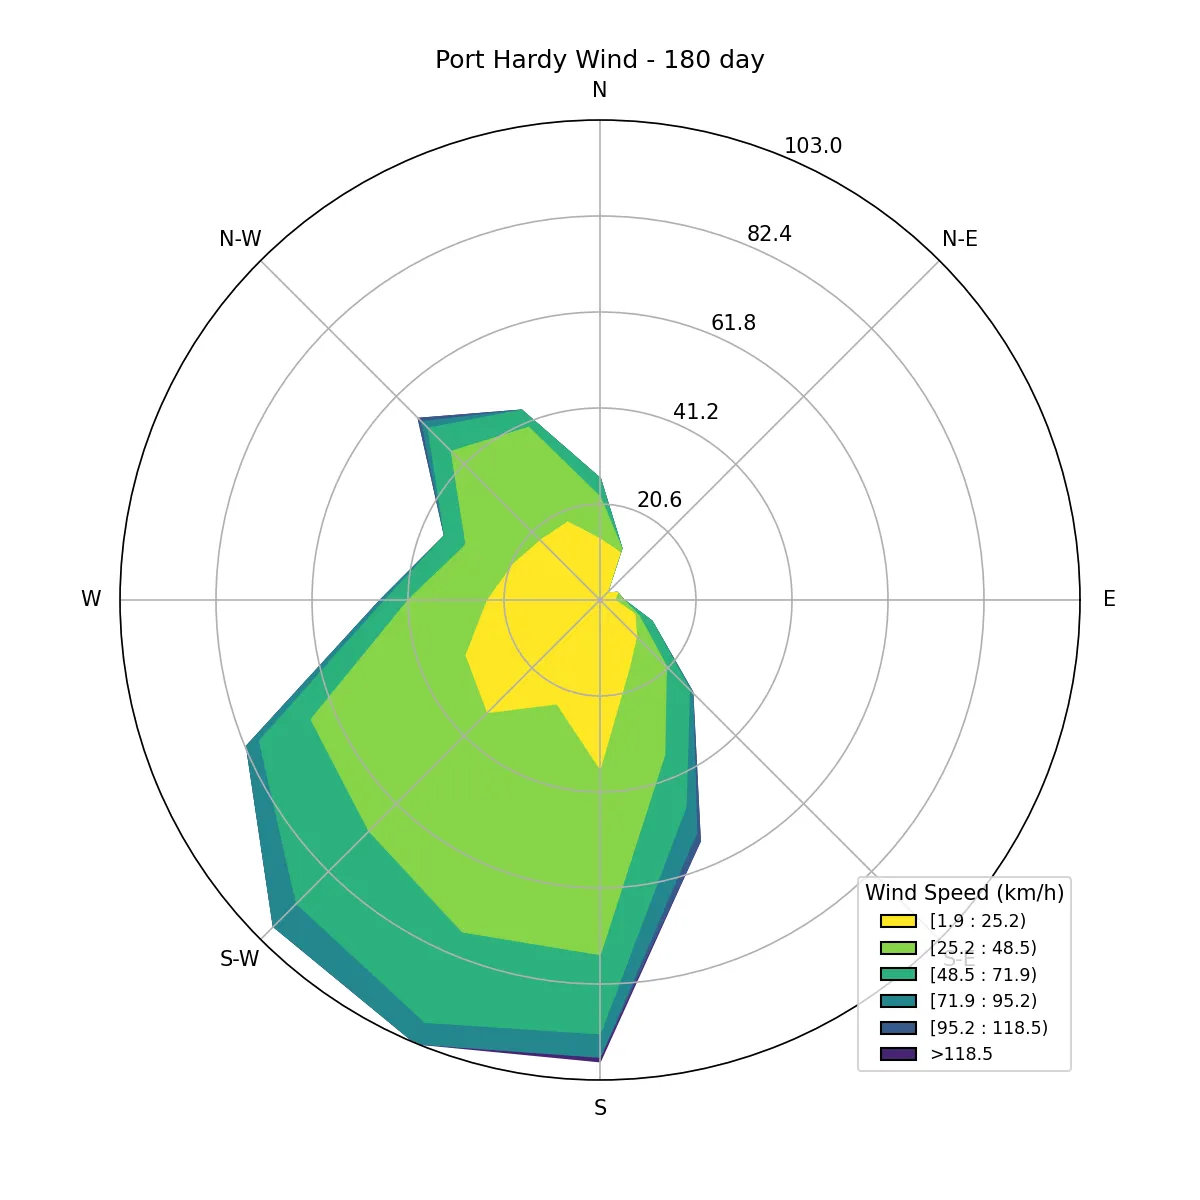 Port Hardy Wind - 180 day
N
103.0
N-W
82.4
N-E
61.8
41.2
20.6
W
E
S-W
S-E
S
Wind Speed (km/h)
[1.9 : 25.2)
[25.2 : 48.5)
[48.5 : 71.9)
[71.9 : 95.2)
[95.2 : 118.5)
>118.5